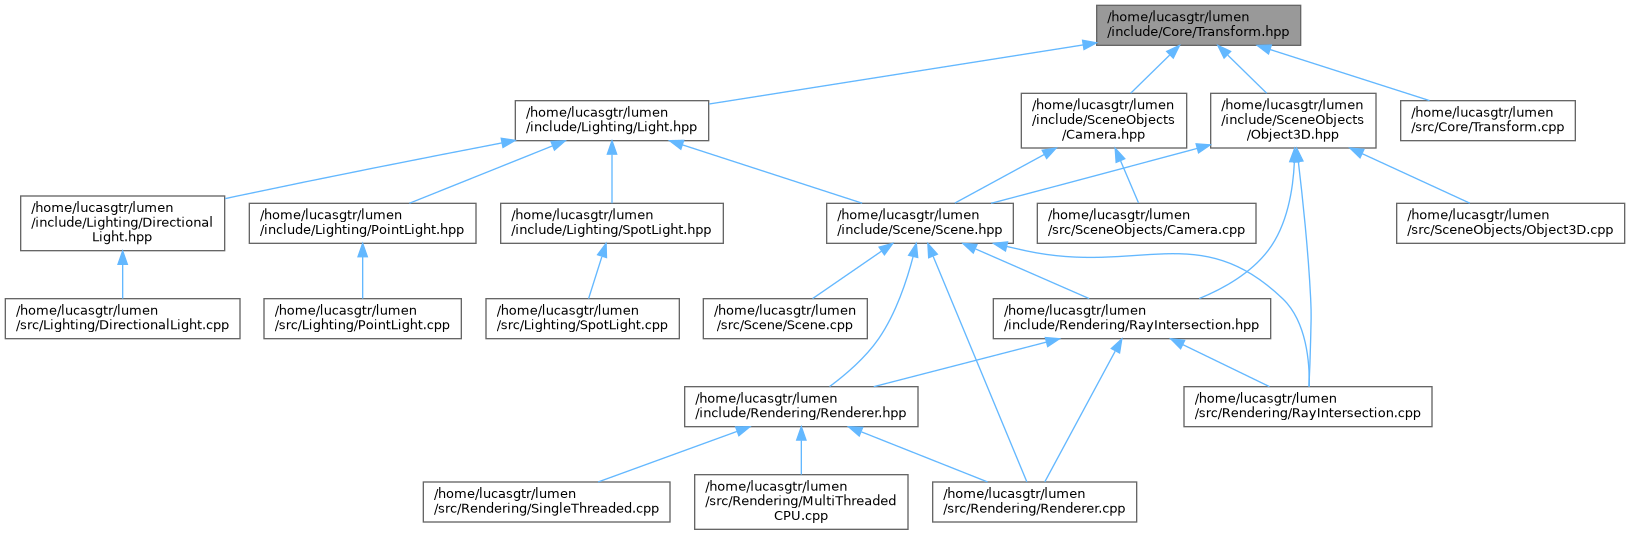 /home/lucasgtr/lumen
/include/Core/Transform.hpp
/home/lucasgtr/lumen
/include/Lighting/Light.hpp
/home/lucasgtr/lumen
/include/SceneObjects
/Camera.hpp
/home/lucasgtr/lumen
/include/SceneObjects
/Object3D.hpp
/home/lucasgtr/lumen
/src/Core/Transform.cpp
/home/lucasgtr/lumen
/include/Lighting/Directional
Light.hpp
/home/lucasgtr/lumen
/include/Lighting/PointLight.hpp
/home/lucasgtr/lumen
/include/Lighting/SpotLight.hpp
/home/lucasgtr/lumen
/include/Scene/Scene.hpp
/home/lucasgtr/lumen
/src/SceneObjects/Camera.cpp
/home/lucasgtr/lumen
/src/SceneObjects/Object3D.cpp
/home/lucasgtr/lumen
/src/Lighting/DirectionalLight.cpp
/home/lucasgtr/lumen
/src/Lighting/PointLight.cpp
/home/lucasgtr/lumen
/src/Lighting/SpotLight.cpp
/home/lucasgtr/lumen
/src/Scene/Scene.cpp
/home/lucasgtr/lumen
/include/Rendering/RayIntersection.hpp
/home/lucasgtr/lumen
/include/Rendering/Renderer.hpp
/home/lucasgtr/lumen
/src/Rendering/RayIntersection.cpp
/home/lucasgtr/lumen
/src/Rendering/SingleThreaded.cpp
/home/lucasgtr/lumen
/src/Rendering/MultiThreaded
CPU.cpp
/home/lucasgtr/lumen
/src/Rendering/Renderer.cpp